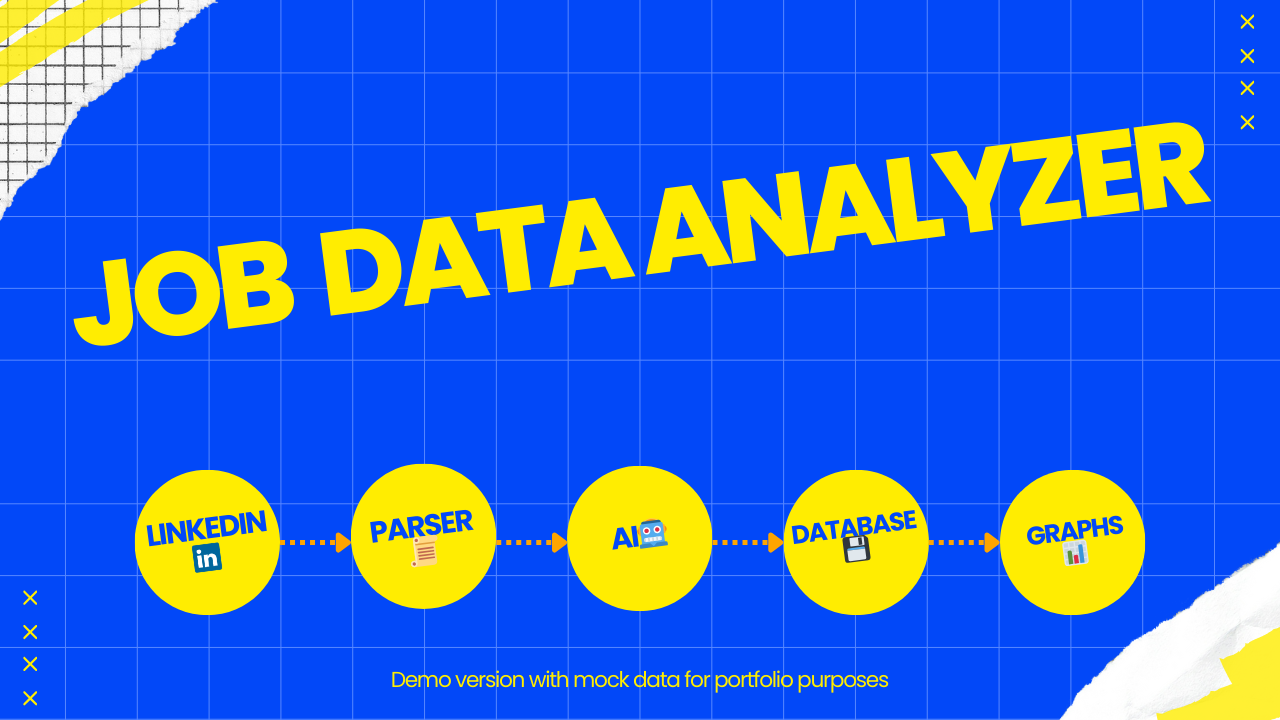 JOB DATA ANALYZER
LINKEDIN
in
PARSER
AI
DATABASE
GRAPHS
Demo version with mock data for portfolio purposes